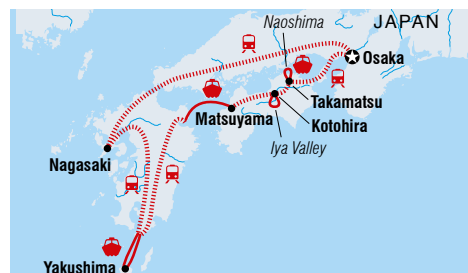 Naoshima
JAPAN
Osaka
Takamatsu
Matsuyama
Kotohira
Iya Valley
Nagasaki
Yakushima